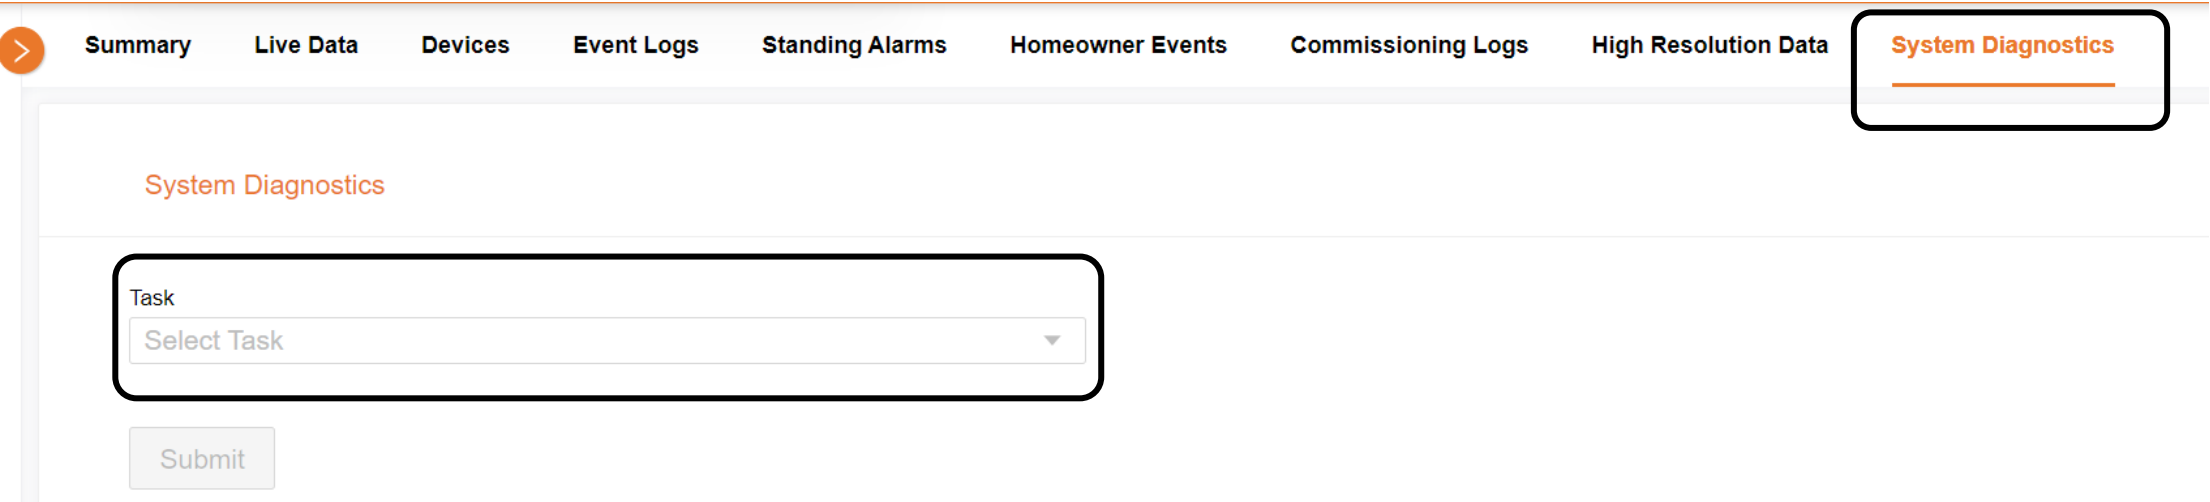 Summary Live Data Devices Event Logs Standing Alarms Homeowner Events Commissioning Logs High Resolution Data System Diagnostics
System Diagnostics
Task
Select Task
Submit